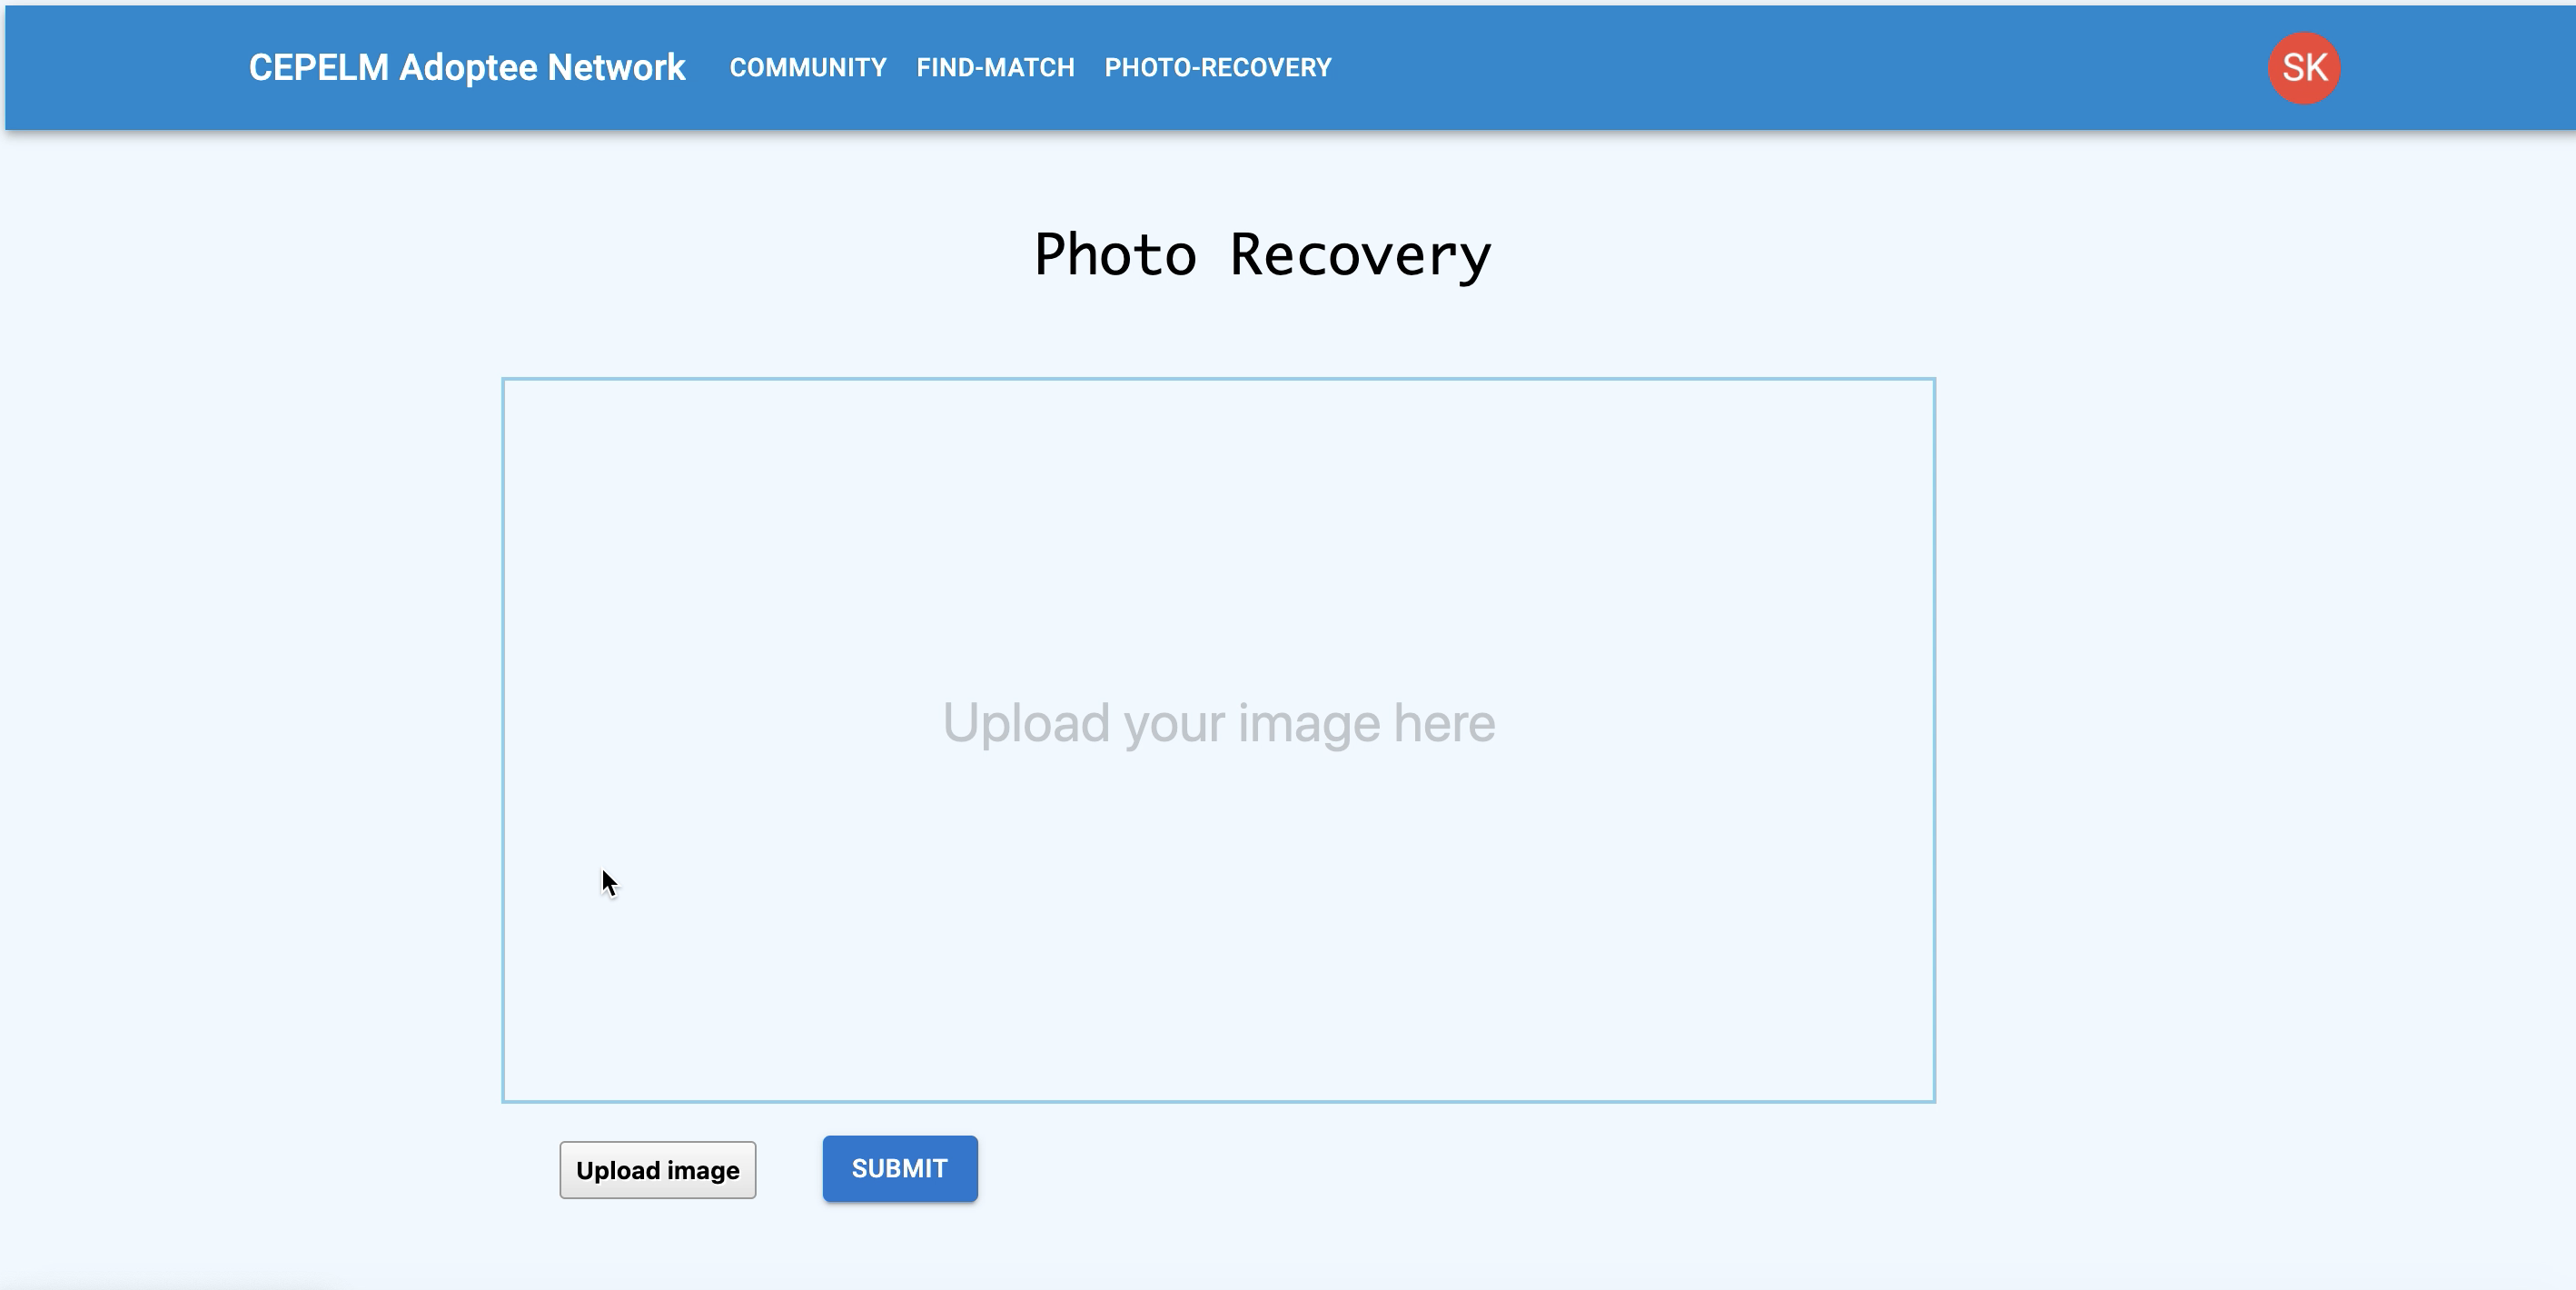 CEPELM Adoptee Network COMMUNITY FIND-MATCH PHOTO-RECOVERY SK
Photo Recovery
Upload your image here
Upload image SUBMIT